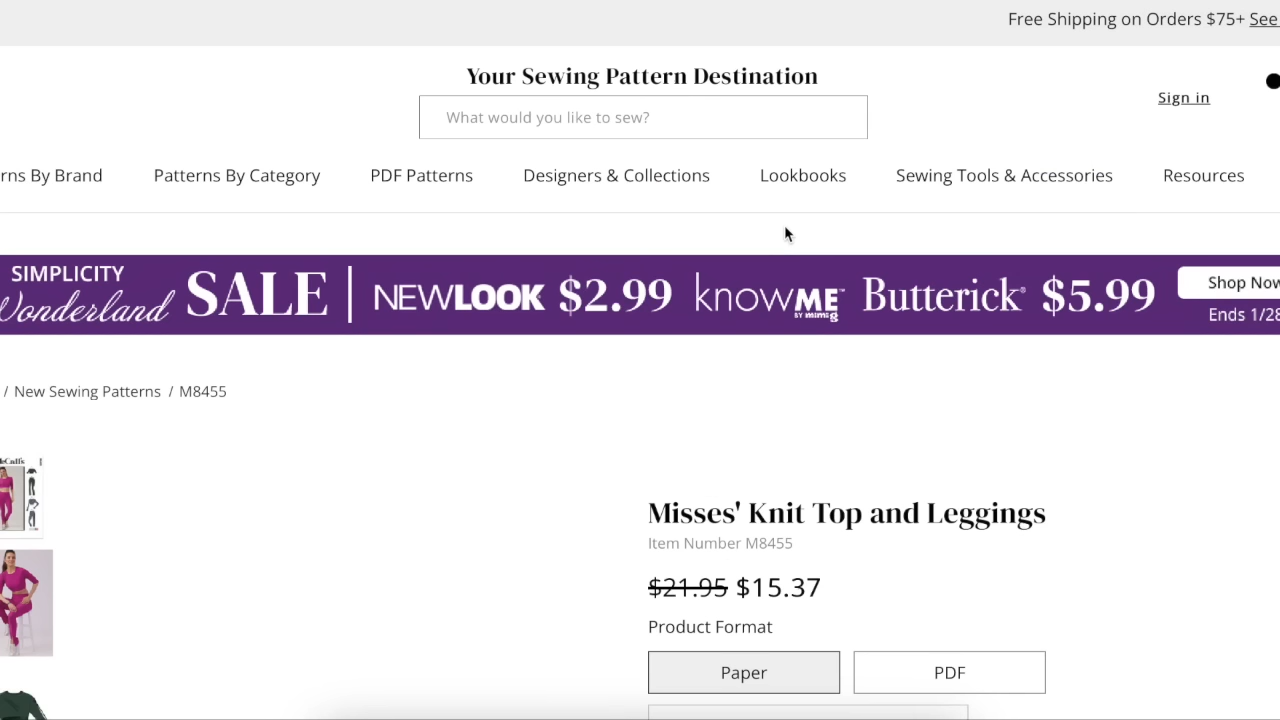 Free Shipping on Orders $75+ See
Your Sewing Pattern Destination
What would you like to sew?
Sign in
rns By Brand Patterns By Category PDF Patterns Designers & Collections Lookbooks Sewing Tools & Accessories Resources
SIMPLICITY
Wonderland SALE NEWLOOK $2.99 knowME™ BY mimi g Butterick® $5.99
Shop Now
Ends 1/28
/ New Sewing Patterns / M8455
Misses' Knit Top and Leggings
Item Number M8455
$21.95 $15.37
Product Format
Paper PDF